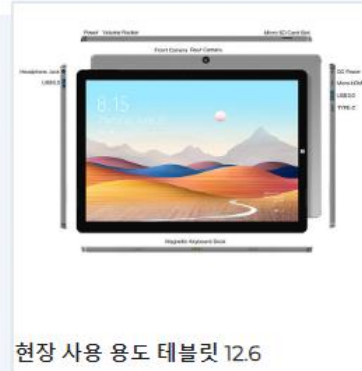 Power Volume Rocker
Micro SD Card Slot
Front Camera Rear Camera
Headphone Jack
USB3.0
DC Power
Micro HDMI
USB3.0
TYPE-C
8:15
Magnetic Keyboard Dock
현장 사용 용도 테블릿 12.6